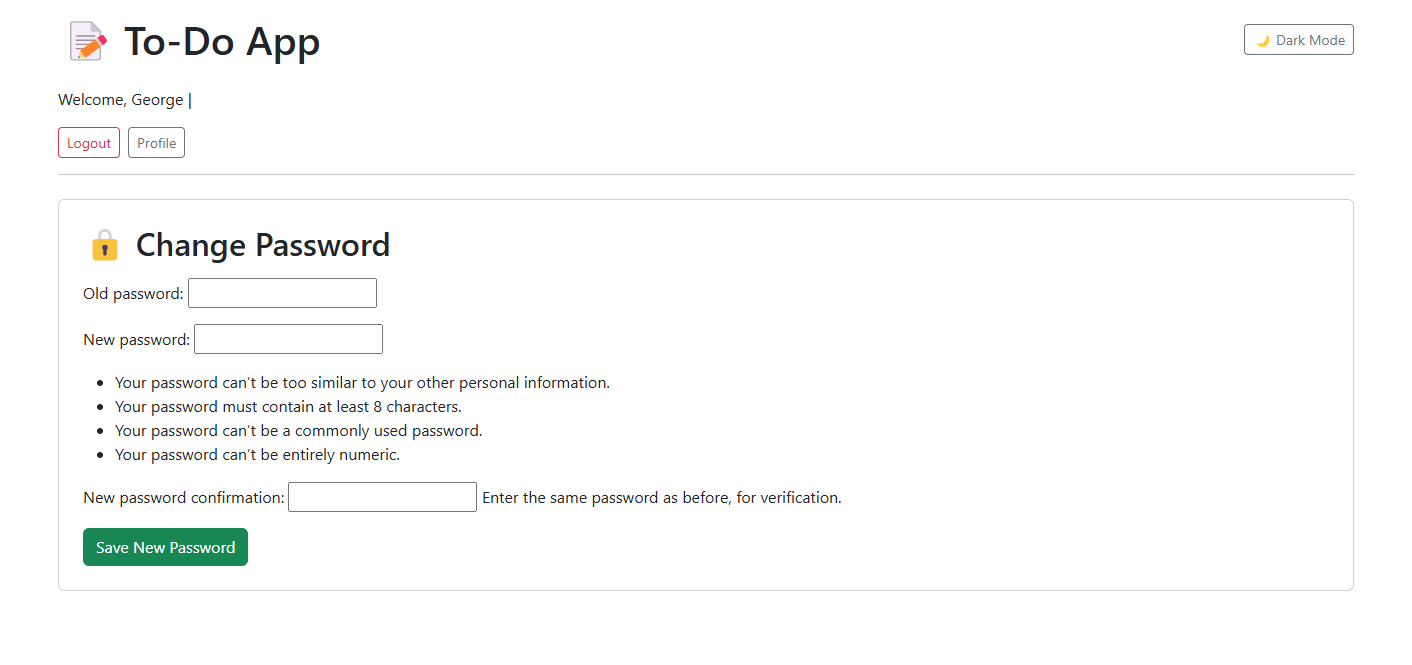 📝 To-Do App
🌙 Dark Mode
Welcome, George |
Logout Profile
🔒 Change Password
Old password:
New password:
• Your password can’t be too similar to your other personal information.
• Your password must contain at least 8 characters.
• Your password can’t be a commonly used password.
• Your password can’t be entirely numeric.
New password confirmation: Enter the same password as before, for verification.
Save New Password